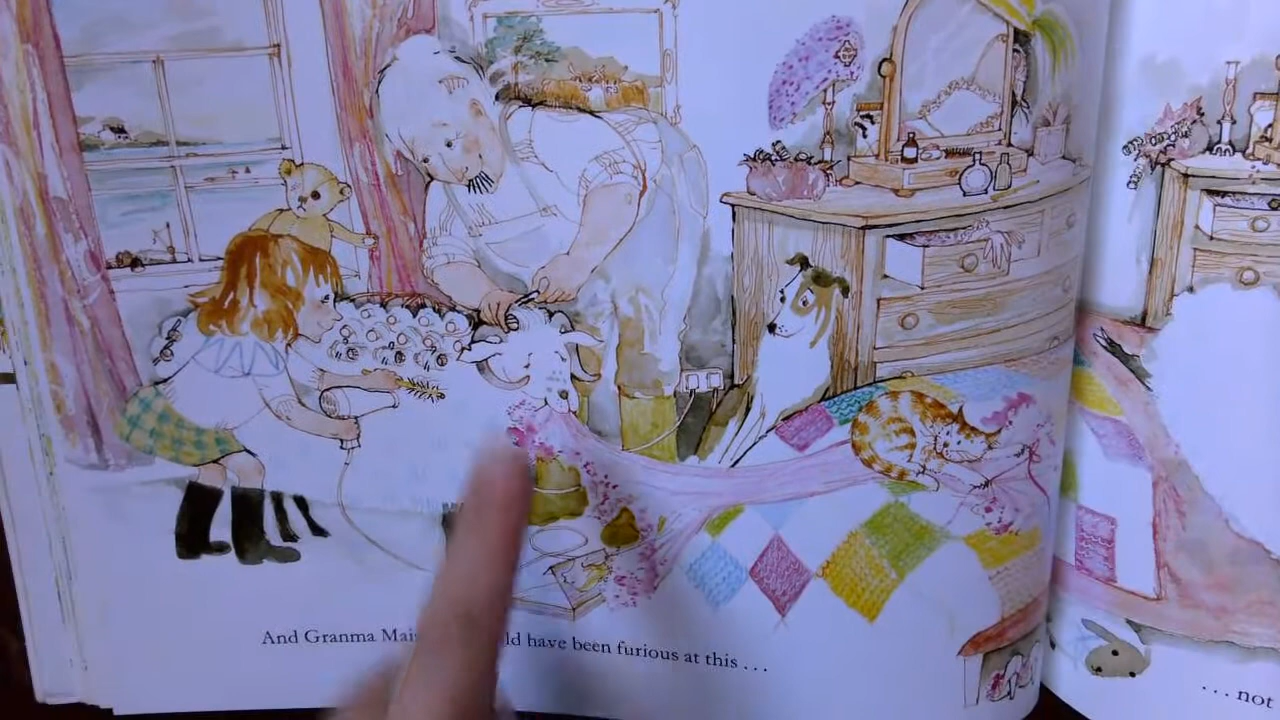 And Granma Mai ld have been furious at this . . .
. . . not